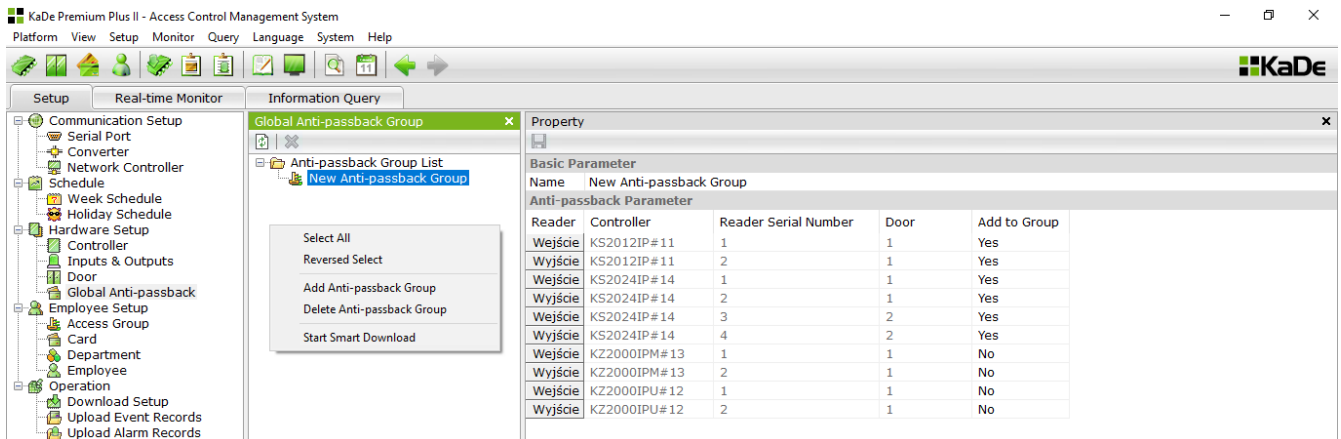 KaDe Premium Plus II - Access Control Management System
Platform View Setup Monitor Query Language System Help
11
KaDe
Setup Real-time Monitor Information Query
Communication Setup
Serial Port
Converter
Network Controller
Schedule
Week Schedule
Holiday Schedule
Hardware Setup
Controller
Inputs & Outputs
Door
Global Anti-passback
Employee Setup
Access Group
Card
Department
Employee
Operation
Download Setup
Upload Event Records
Upload Alarm Records
Global Anti-passback Group
Anti-passback Group List
New Anti-passback Group
Select All
Reversed Select
Add Anti-passback Group
Delete Anti-passback Group
Start Smart Download
Property
Basic Parameter
Name New Anti-passback Group
Anti-passback Parameter
Reader Controller Reader Serial Number Door Add to Group
Wejście KS2012IP#11 1 1 Yes
Wyjście KS2012IP#11 2 1 Yes
Wejście KS2024IP#14 1 1 Yes
Wyjście KS2024IP#14 2 1 Yes
Wejście KS2024IP#14 3 2 Yes
Wyjście KS2024IP#14 4 2 Yes
Wejście KZ2000IPM#13 1 1 No
Wyjście KZ2000IPM#13 2 1 No
Wejście KZ2000IPU#12 1 1 No
Wyjście KZ2000IPU#12 2 1 No